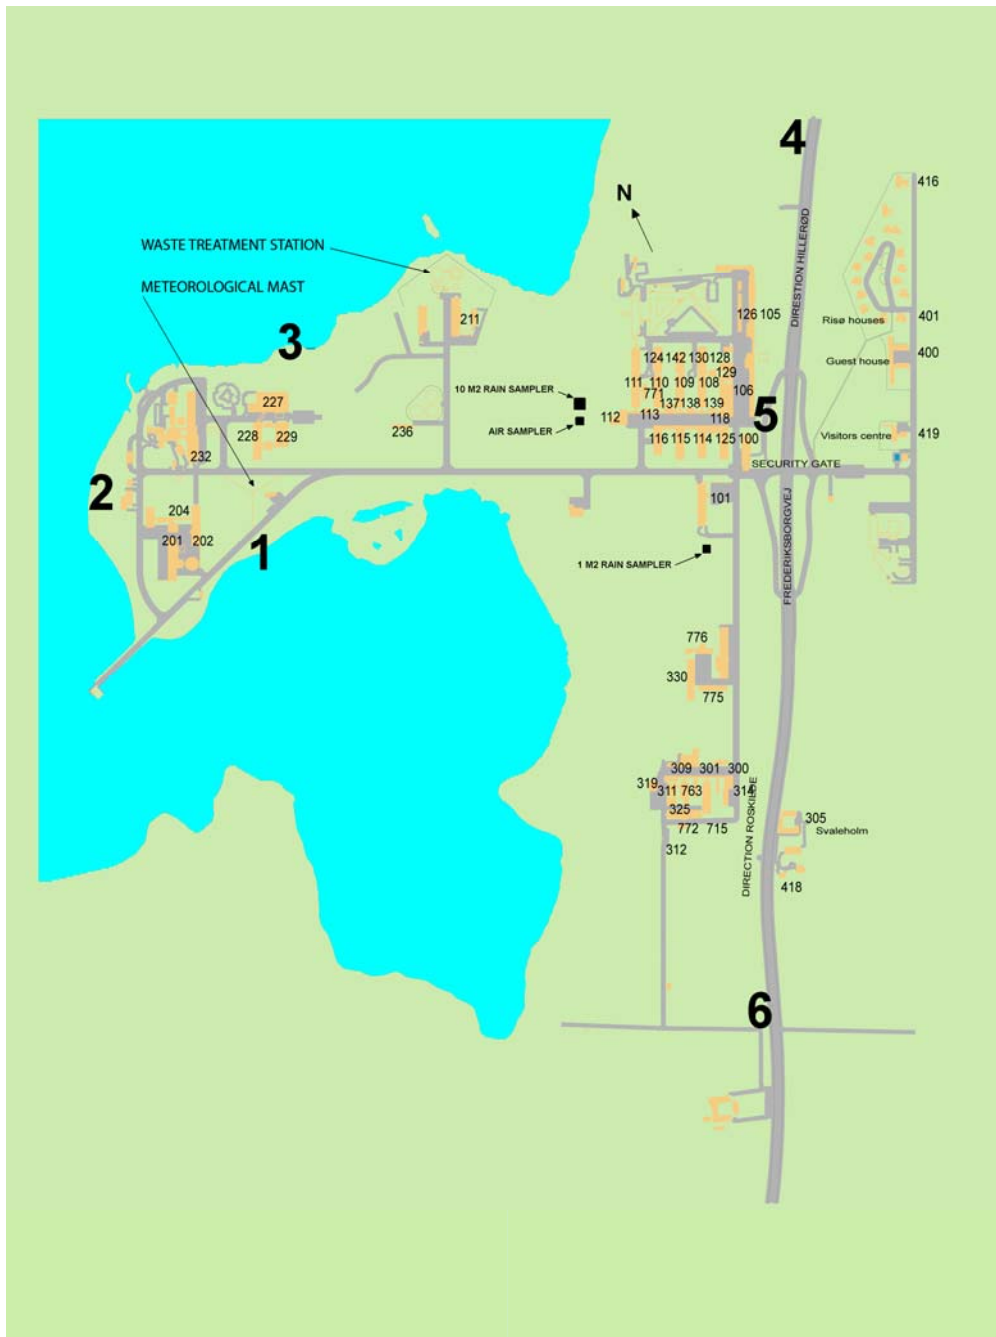 4
416
N
WASTE TREATMENT STATION
METEOROLOGICAL MAST
DIRESTION HILLERØD
211
3
126 105
Risø houses
401
124 142 130 128
400
Guest house
129
111 110 109 108
106
10 M2 RAIN SAMPLER
771
137 138 139
227
5
112
113
118
AIR SAMPLER
236
228
229
116 115 114 125 100
Visitors centre
419
232
SECURITY GATE
2
101
204
201
202
1
1 M2 RAIN SAMPLER
FREDERIKSBORGVEJ
776
330
775
309 301 300
319
311 763
314
325
DIRECTION ROSKILDE
305
772 715
Svaleholm
312
418
6